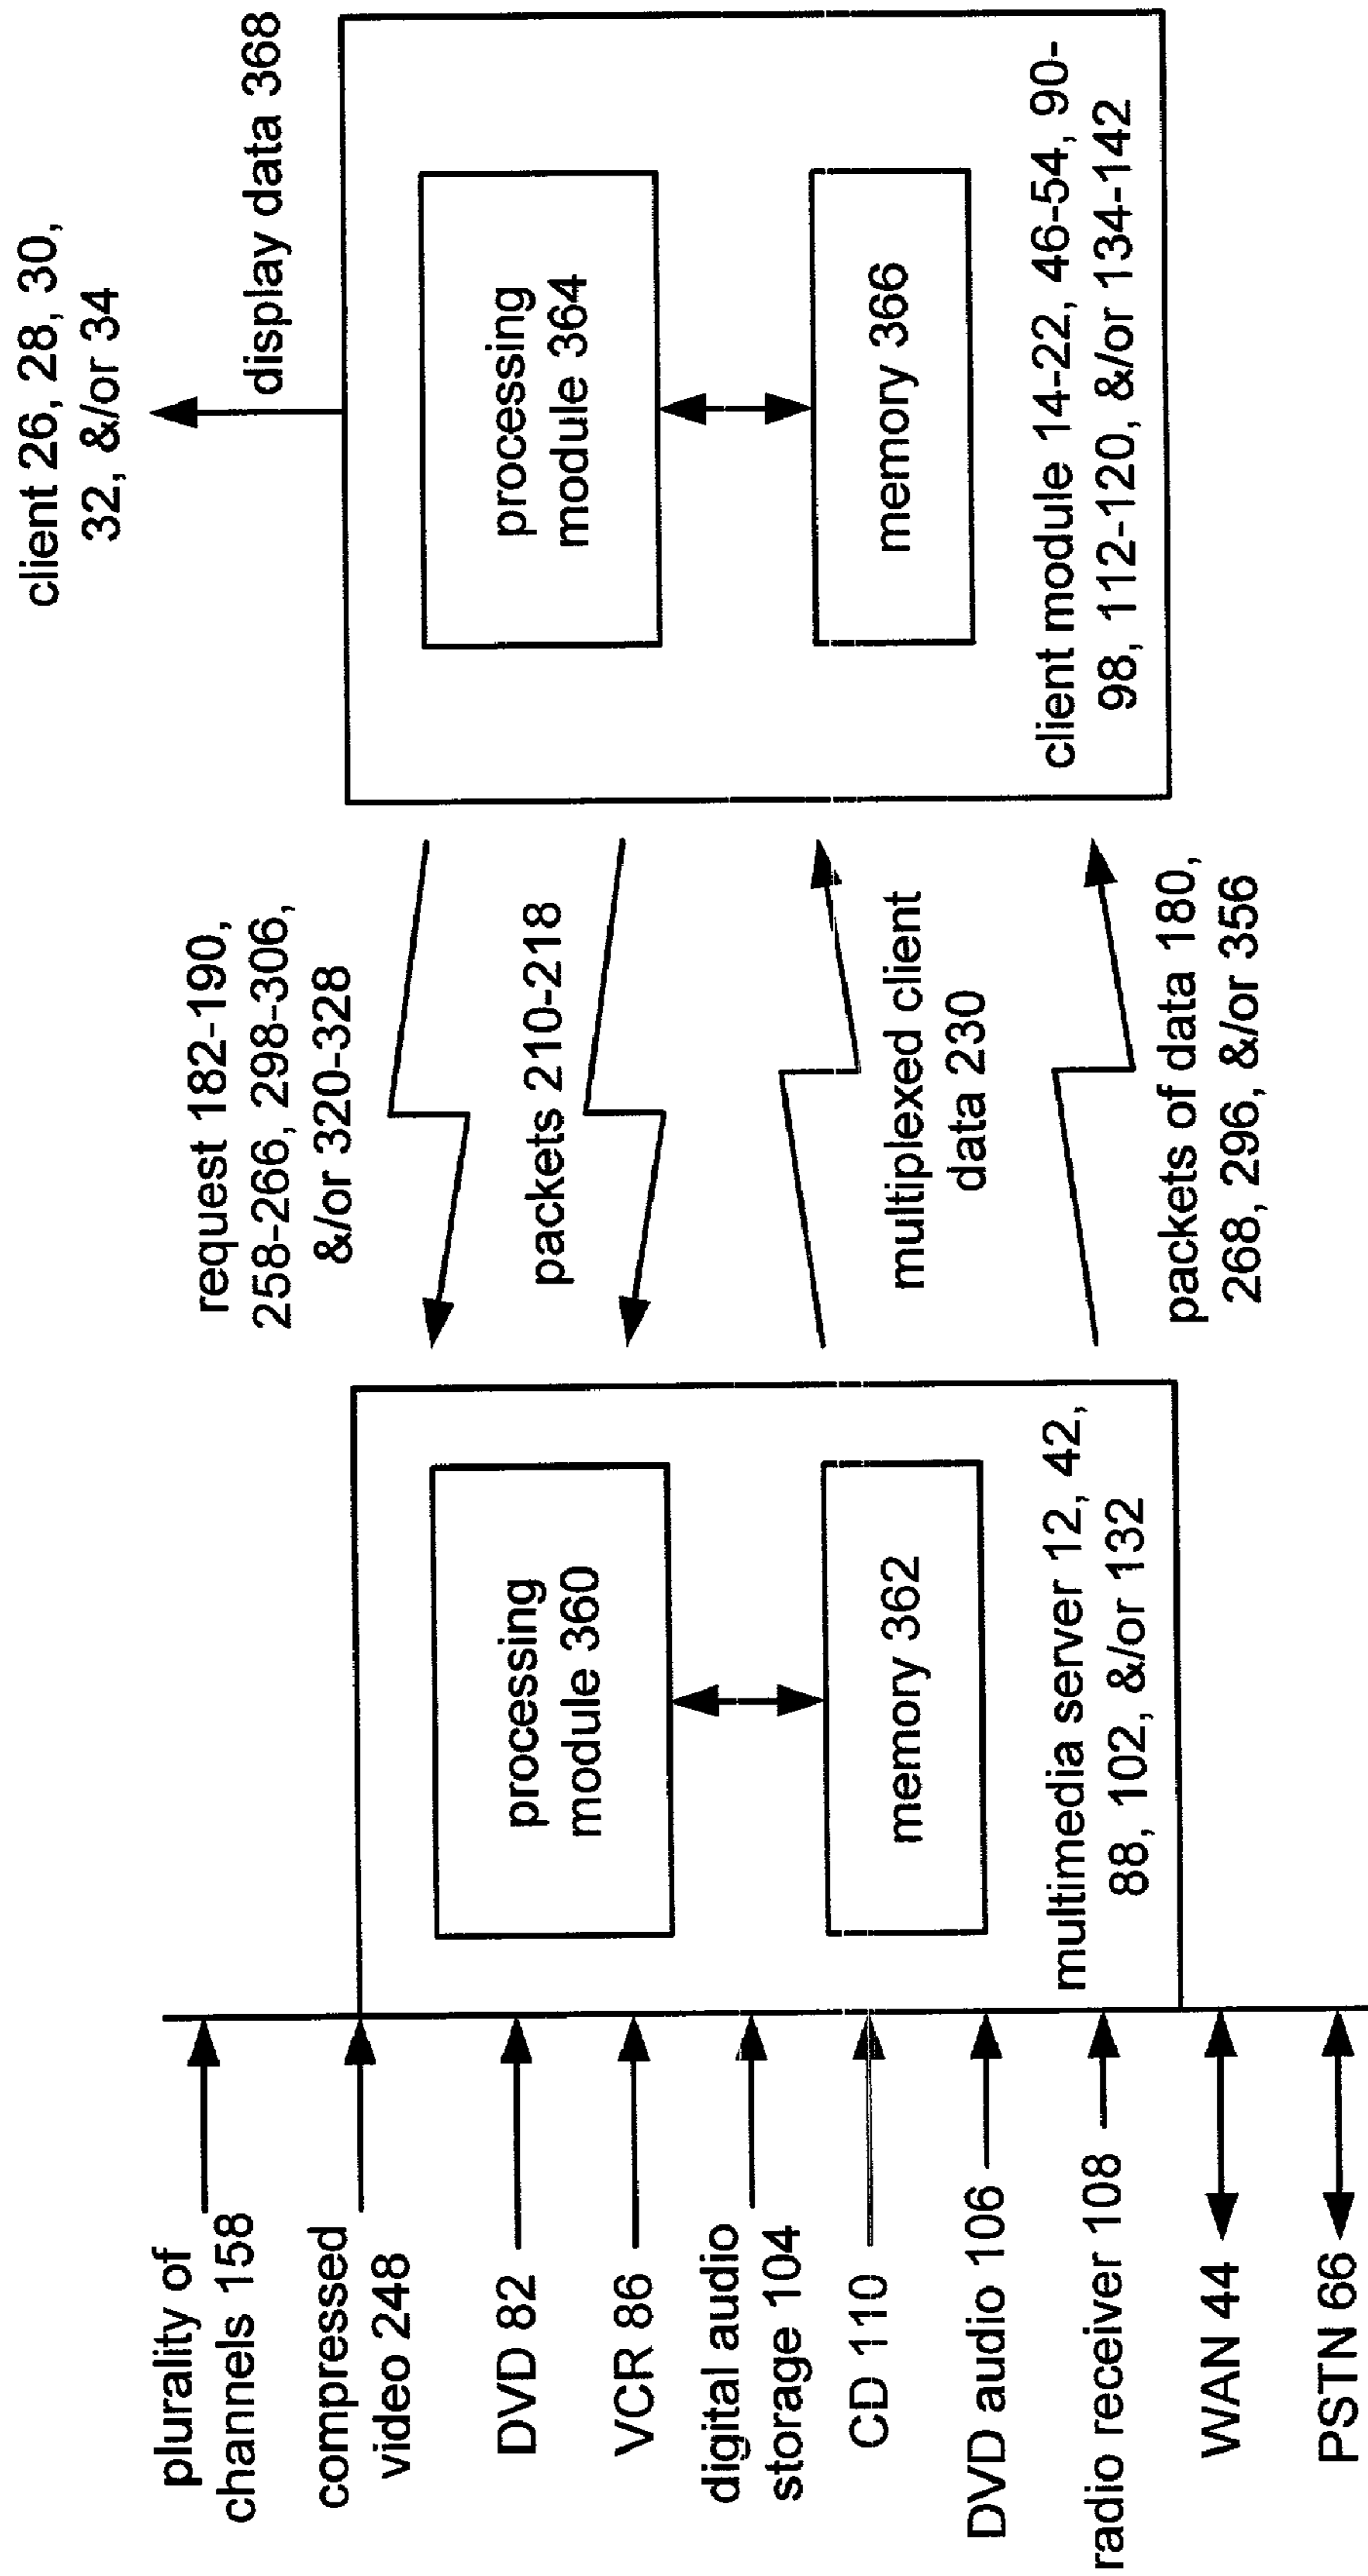 plurality of
channels 158
compressed
video 248
DVD 82
VCR 86
digital audio
storage 104
CD 110
DVD audio 106
radio receiver 108
WAN 44
PSTN 66
processing
module 360
memory 362
multimedia server 12, 42,
88, 102, &/or 132
request 182-190,
258-266, 298-306,
&/or 320-328
packets 210-218
multiplexed client
data 230
packets of data 180,
268, 296, &/or 356
client 26, 28, 30,
32, &/or 34
display data 368
processing
module 364
memory 366
client module 14-22, 46-54, 90-
98, 112-120, &/or 134-142